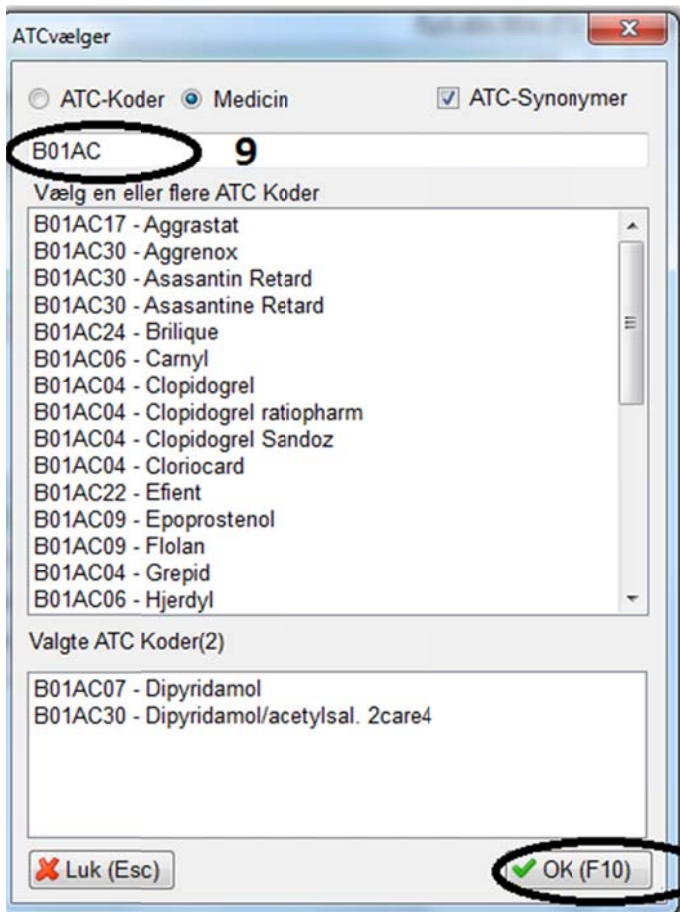 ATCvælger
ATC-Koder Medicin ATC-Synonymer
B01AC 9
Vælg en eller flere ATC Koder
B01AC17 - Aggrastat
B01AC30 - Aggrenox
B01AC30 - Asasantin Retard
B01AC30 - Asasantine Retard
B01AC24 - Brilique
B01AC06 - Carnyl
B01AC04 - Clopidogrel
B01AC04 - Clopidogrel ratiopharm
B01AC04 - Clopidogrel Sandoz
B01AC04 - Cloriocard
B01AC22 - Efient
B01AC09 - Epoprostenol
B01AC09 - Flolan
B01AC04 - Grepid
B01AC06 - Hjerdyl
Valgte ATC Koder(2)
B01AC07 - Dipyridamol
B01AC30 - Dipyridamol/acetylsal. 2care4
Luk (Esc) OK (F10)